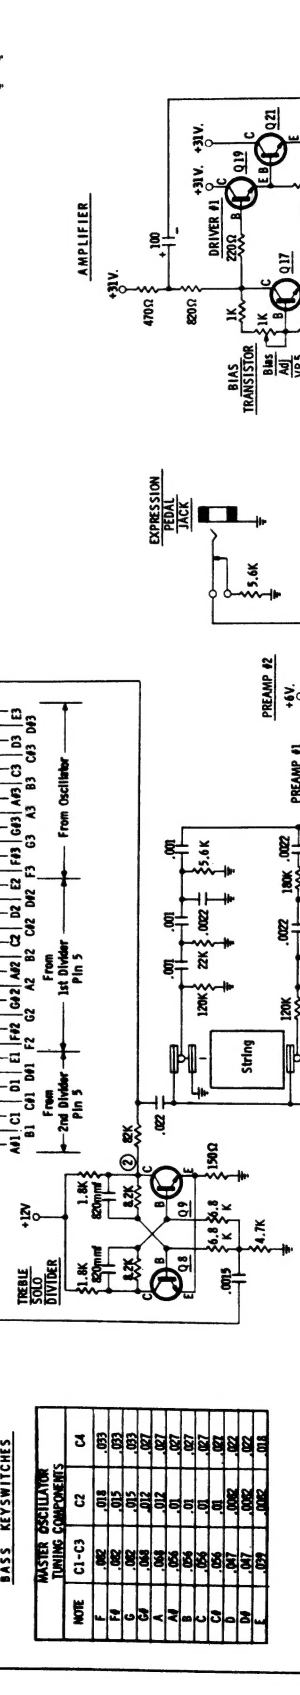 AMPLIFIER
+31V.
470Ω
820Ω
+ 100 -
+31V.
+31V.
Q21
C
E
E B
Q19
C
B
DRIVER #1
220Ω
Q17
C
B
1K
1K
BIAS
TRANSISTOR
Bias
Adj
VR5
EXPRESSION
PEDAL
JACK
5.6K
PREAMP #2
+6V.
PREAMP #1
A#1 C1 D1 E1 F#2 G#2 A#2 C2 D2 E2 F#3 G#3 A#3 C3 D3 E3
B1 C#1 D#1 F2 G2 A2 B2 C#2 D#2 F3 G3 A3 B3 C#3 D#3
From
2nd Divider
Pin 5
From
1st Divider
Pin 5
From Oscillator
.001
.001
.001
5.6K
.0022
22K
120K
.0022
180K
.0022
120K
String
TREBLE
SOLO
DIVIDER
+12V
1.8K
1.8K
820mmf
820mmf
8.2K
8.2K
2
82K
.022
C
B
E
Q8
C
B
E
Q9
150Ω
6.8
K
6.8
K
.0015
4.7K
BASS KEYSWITCHES
MASTER OSCILLATOR
TUNING COMPONENTS
NOTE C1-C3 C2 C4
F .082 .018 .033
F# .082 .015 .033
G .082 .015 .033
G# .068 .012 .027
A .068 .012 .027
A# .056 .01 .027
B .056 .01 .027
C .056 .01 .027
C# .056 .01 .027
D .047 .0082 .022
D# .047 .0082 .022
E .039 .0082 .018